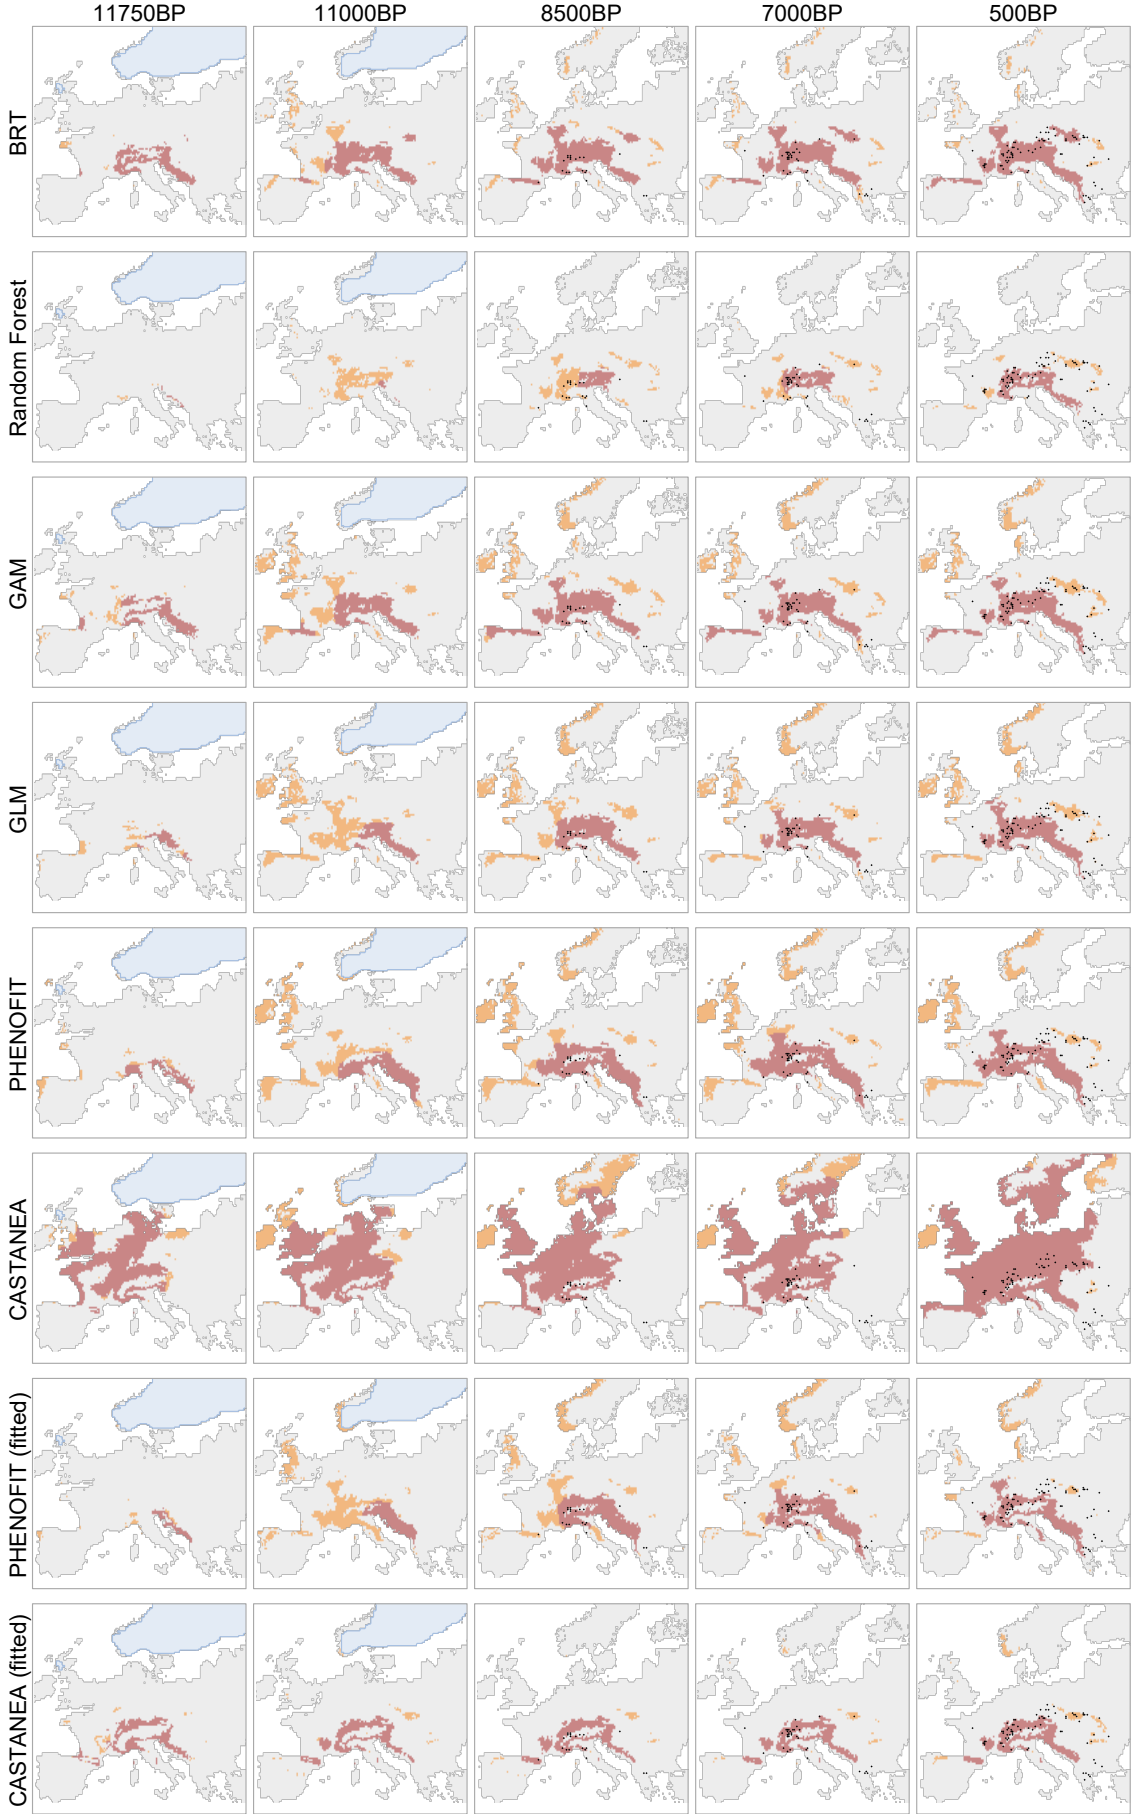 11750BP 11000BP 8500BP 7000BP 500BP
BRT
Random Forest
GAM
GLM
PHENOFIT
CASTANEA
PHENOFIT (fitted)
CASTANEA (fitted)